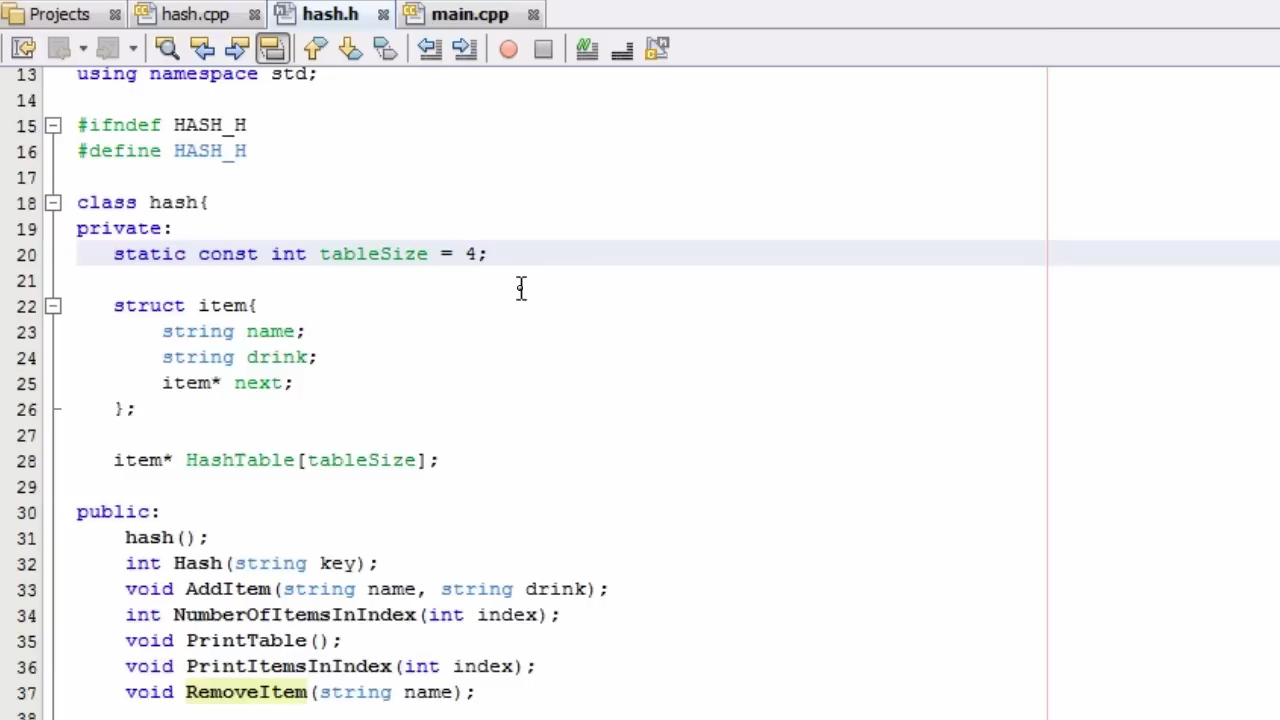 Projects hash.cpp hash.h main.cpp
13 using namespace std;
14
15 #ifndef HASH_H
16 #define HASH_H
17
18 class hash{
19 private:
20 static const int tableSize = 4;
21
22 struct item{
23 string name;
24 string drink;
25 item* next;
26 };
27
28 item* HashTable[tableSize];
29
30 public:
31 hash();
32 int Hash(string key);
33 void AddItem(string name, string drink);
34 int NumberOfItemsInIndex(int index);
35 void PrintTable();
36 void PrintItemsInIndex(int index);
37 void RemoveItem(string name);
38